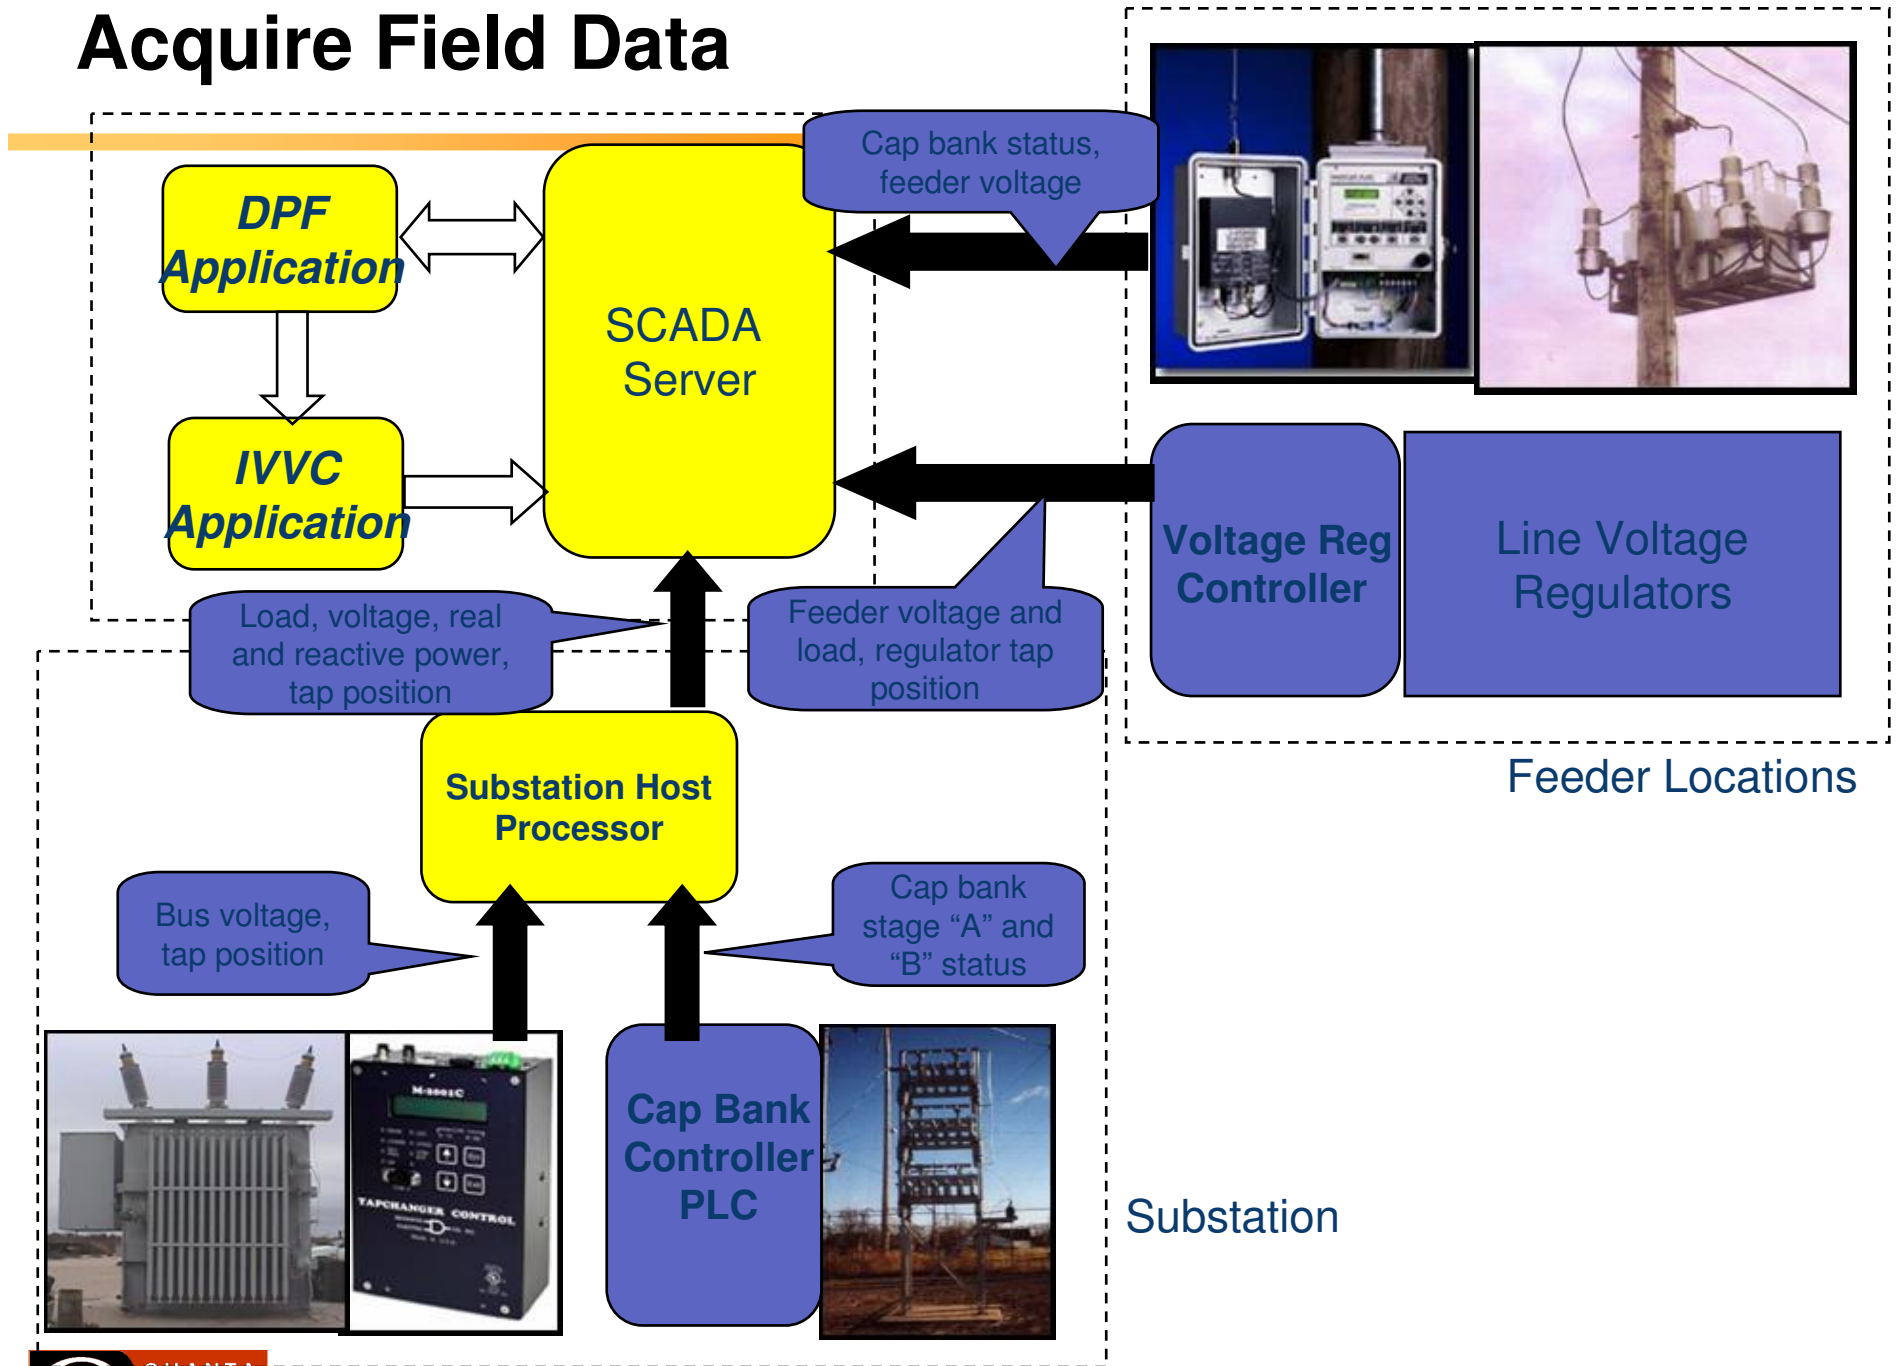 Acquire Field Data
Cap bank status,
feeder voltage
DPF
Application
SCADA
Server
IVVC
Application
Voltage Reg
Controller
Line Voltage
Regulators
Load, voltage, real
and reactive power,
tap position
Feeder voltage and
load, regulator tap
position
Feeder Locations
Substation Host
Processor
Bus voltage,
tap position
Cap bank
stage “A” and
“B” status
M-2001C
TAPCHANGER CONTROL
Cap Bank
Controller
PLC
Substation
QUANTA